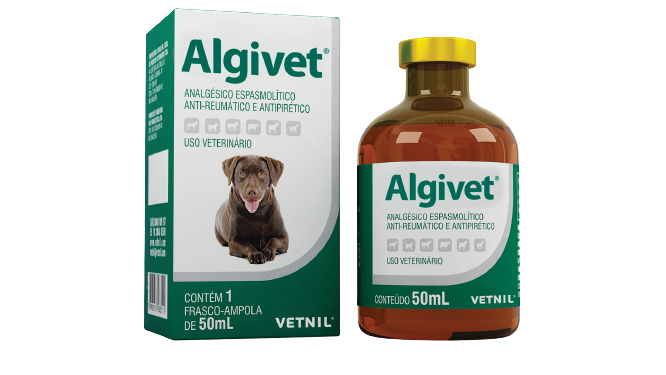 Algivet®
ANALGÉSICO ESPASMOLÍTICO
ANTI-REUMÁTICO E ANTIPIRÉTICO
USO VETERINÁRIO
CONTÉM 1
FRASCO-AMPOLA
DE 50mL
VETNIL®
Algivet®
ANALGÉSICO ESPASMOLÍTICO
ANTI-REUMÁTICO E ANTIPIRÉTICO
USO VETERINÁRIO
CONTEÚDO 50mL
VETNIL®